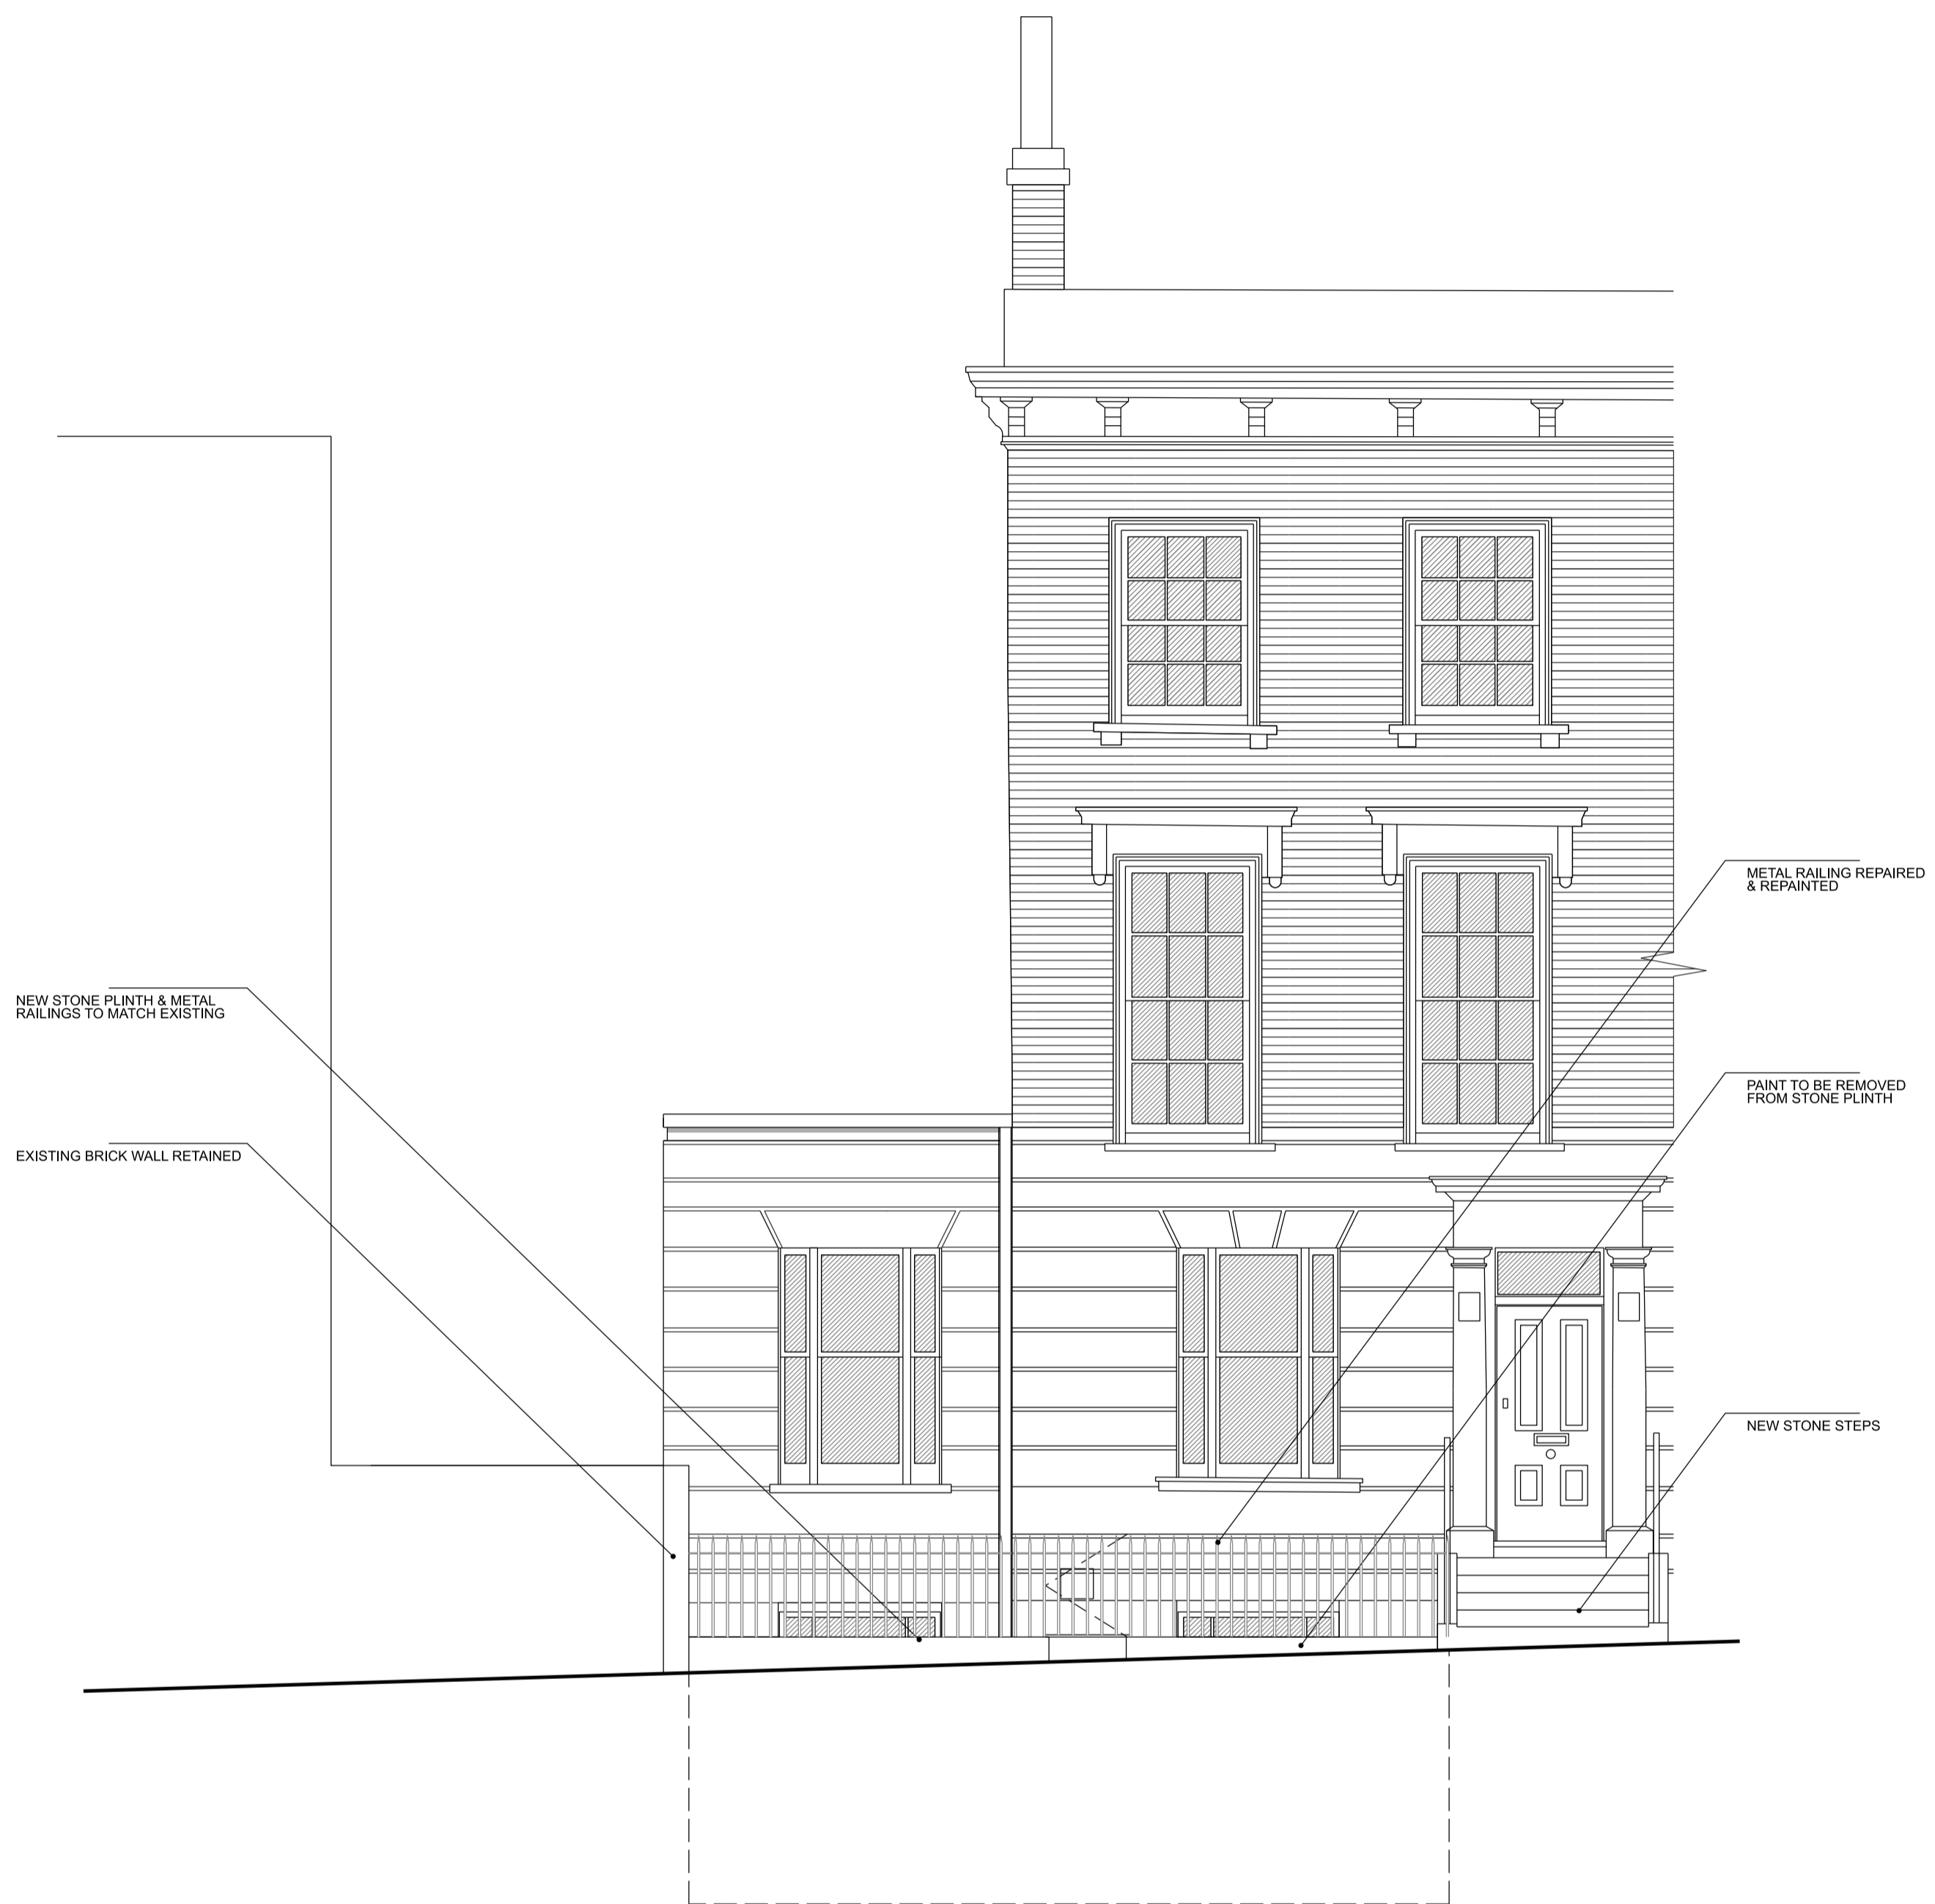 METAL RAILING REPAIRED
& REPAINTED
NEW STONE PLINTH & METAL
RAILINGS TO MATCH EXISTING
PAINT TO BE REMOVED
FROM STONE PLINTH
EXISTING BRICK WALL RETAINED
NEW STONE STEPS